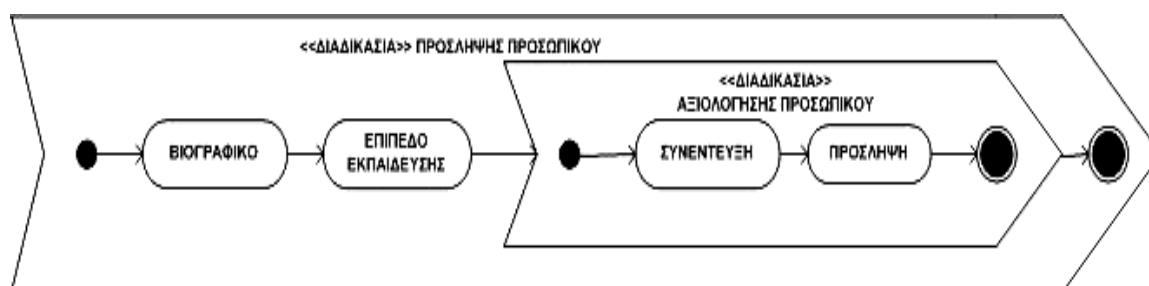 <<ΔΙΑΔΙΚΑΣΙΑ>> ΠΡΟΣΛΗΨΗΣ ΠΡΟΣΩΠΙΚΟΥ
<<ΔΙΑΔΙΚΑΣΙΑ>>
ΑΞΙΟΛΟΓΗΣΗΣ ΠΡΟΣΩΠΙΚΟΥ
ΒΙΟΓΡΑΦΙΚΟ
ΕΠΙΠΕΔΟ
ΕΚΠΑΙΔΕΥΣΗΣ
ΣΥΝΕΝΤΕΥΞΗ
ΠΡΟΣΛΗΨΗ